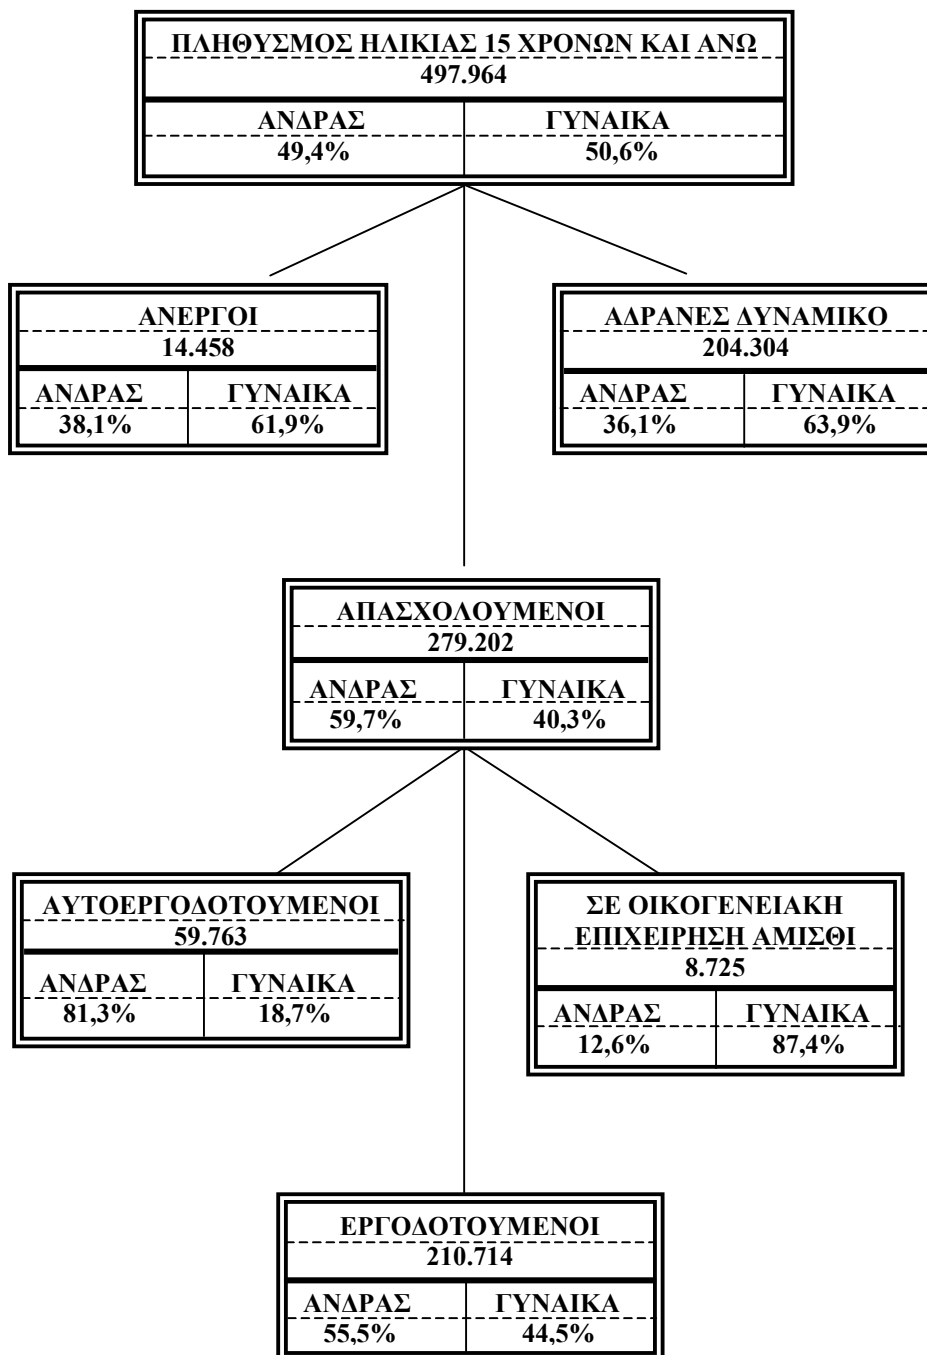 ΠΛΗΘΥΣΜΟΣ ΗΛΙΚΙΑΣ 15 ΧΡΟΝΩΝ ΚΑΙ ΑΝΩ
497.964
ΑΝΔΡΑΣ ΓΥΝΑΙΚΑ
49,4% 50,6%
ΑΝΕΡΓΟΙ
14.458
ΑΝΔΡΑΣ ΓΥΝΑΙΚΑ
38,1% 61,9%
ΑΔΡΑΝΕΣ ΔΥΝΑΜΙΚΟ
204.304
ΑΝΔΡΑΣ ΓΥΝΑΙΚΑ
36,1% 63,9%
ΑΠΑΣΧΟΛΟΥΜΕΝΟΙ
279.202
ΑΝΔΡΑΣ ΓΥΝΑΙΚΑ
59,7% 40,3%
ΑΥΤΟΕΡΓΟΔΟΤΟΥΜΕΝΟΙ
59.763
ΑΝΔΡΑΣ ΓΥΝΑΙΚΑ
81,3% 18,7%
ΣΕ ΟΙΚΟΓΕΝΕΙΑΚΗ
ΕΠΙΧΕΙΡΗΣΗ ΑΜΙΣΘΙ
8.725
ΑΝΔΡΑΣ ΓΥΝΑΙΚΑ
12,6% 87,4%
ΕΡΓΟΔΟΤΟΥΜΕΝΟΙ
210.714
ΑΝΔΡΑΣ ΓΥΝΑΙΚΑ
55,5% 44,5%